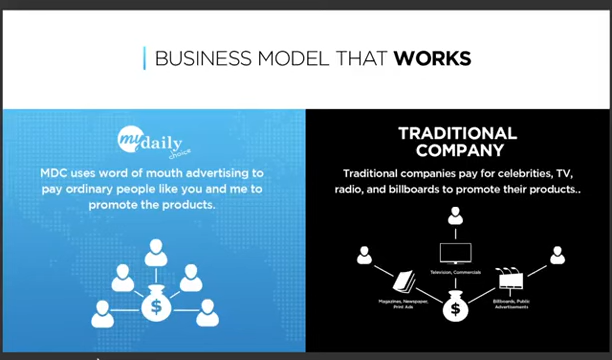 BUSINESS MODEL THAT WORKS
my daily
choice
MDC uses word of mouth advertising to
pay ordinary people like you and me to
promote the products.
$
TRADITIONAL
COMPANY
Traditional companies pay for celebrities, TV,
radio, and billboards to promote their products..
Television, Commercials
Magazines, Newspaper,
Print Ads
Billboards, Public
Advertisements
$